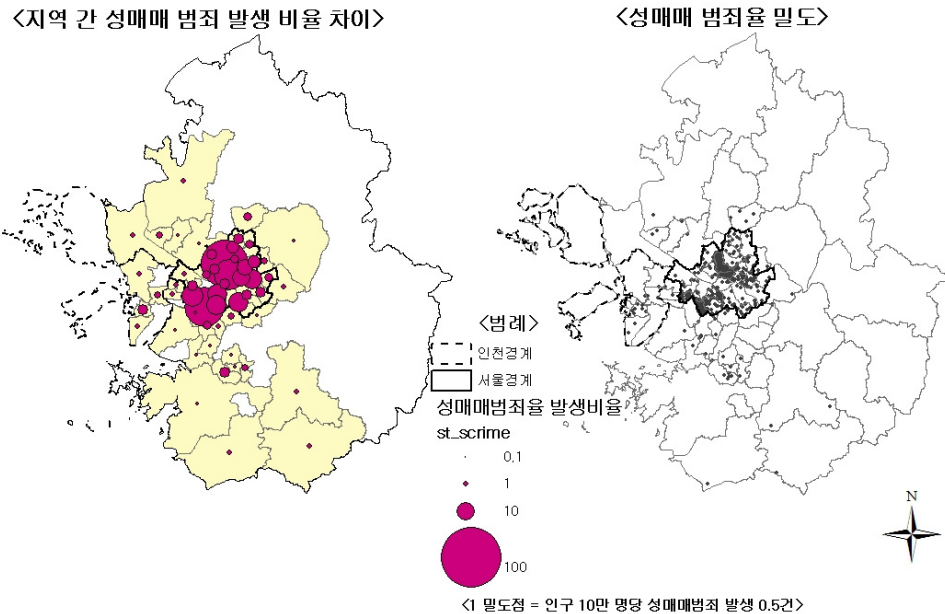 <지역 간 성매매 범죄 발생 비율 차이>
<성매매 범죄율 밀도>
<범례>
인천경계
서울경계
성매매범죄율 발생비율
st_scrime
0.1
1
10
100
N
<1 밀도점 = 인구 10만 명당 성매매범죄 발생 0.5건>